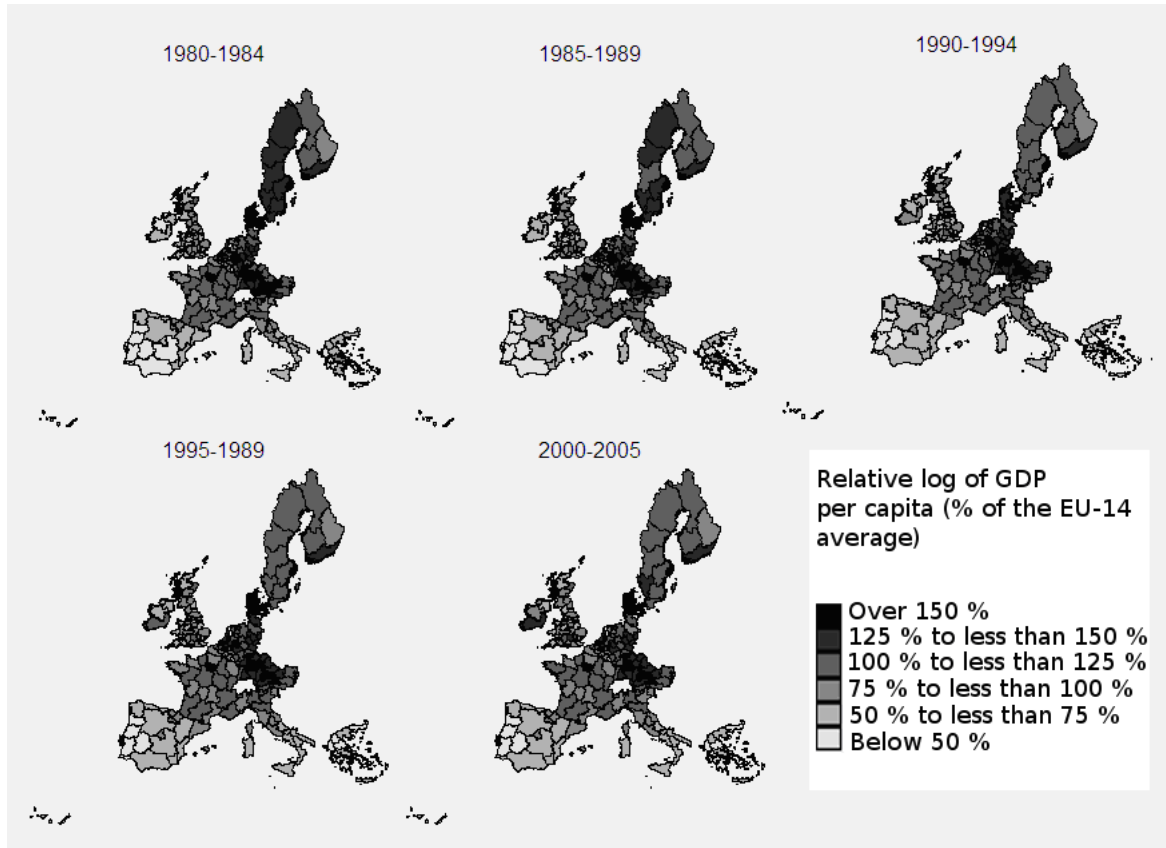 1980-1984
1985-1989
1990-1994
1995-1989
2000-2005
Relative log of GDP
per capita (% of the EU-14
average)
Over 150 %
125 % to less than 150 %
100 % to less than 125 %
75 % to less than 100 %
50 % to less than 75 %
Below 50 %